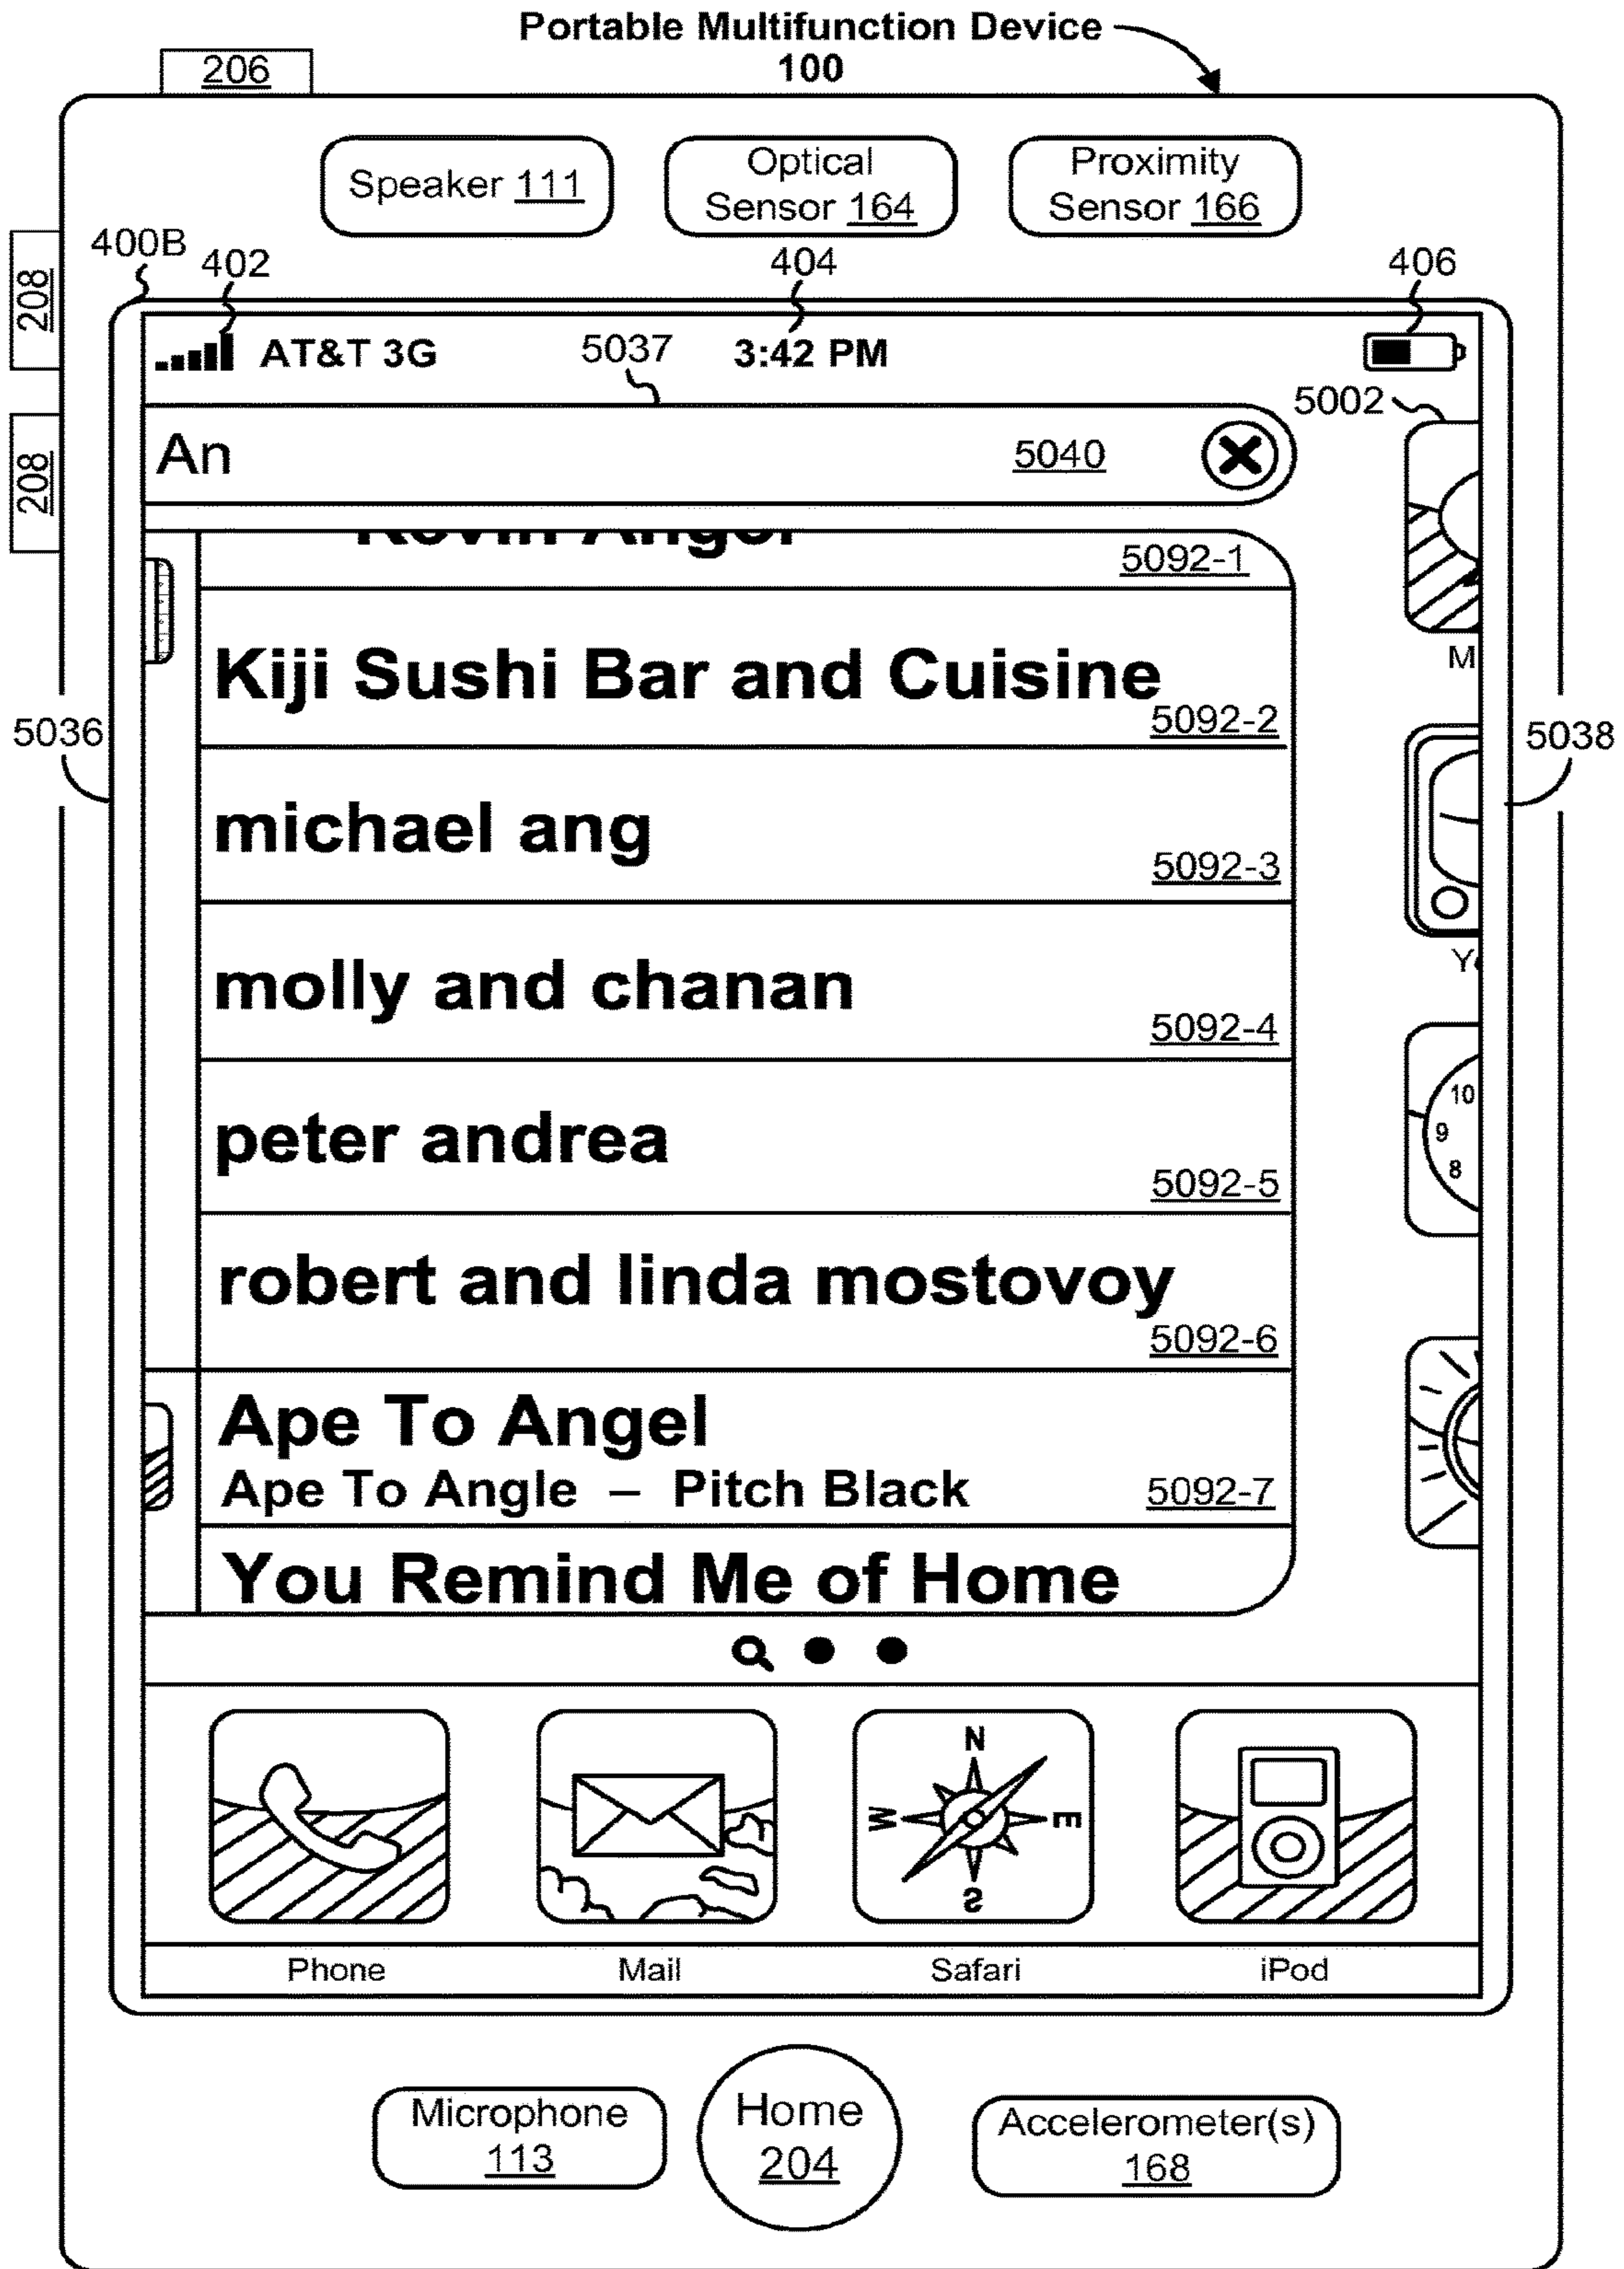 Portable Multifunction Device
100
206
Speaker 111
Optical
Sensor 164
Proximity
Sensor 166
208
208
400B
402
404
406
AT&T 3G
5037
3:42 PM
5002
An
5040
5092-1
M
Kiji Sushi Bar and Cuisine
5092-2
5036
5038
michael ang
5092-3
molly and chanan
5092-4
10
9
8
peter andrea
5092-5
robert and linda mostovoy
5092-6
Ape To Angel
Ape To Angle – Pitch Black
5092-7
You Remind Me of Home
N
W
E
S
Phone
Mail
Safari
iPod
Microphone
113
Home
204
Accelerometer(s)
168